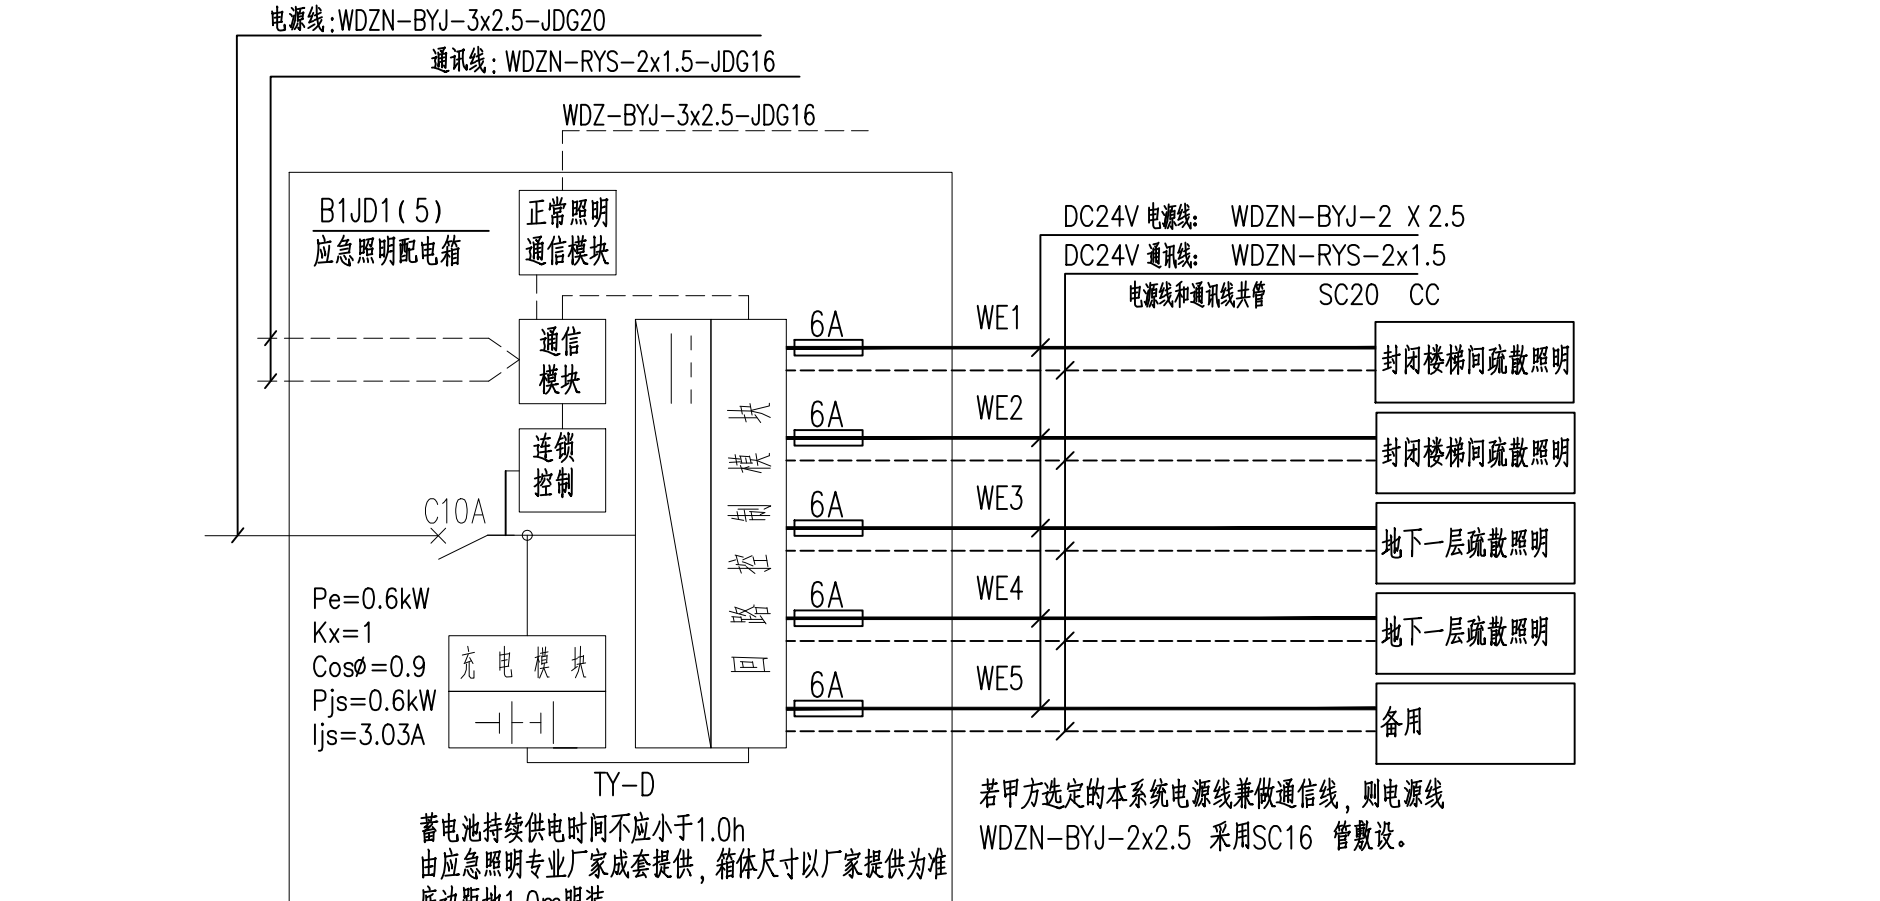 电源线:WDZN-BYJ-3x2.5-JDG20
通讯线: WDZN-RYS-2x1.5-JDG16
WDZ-BYJ-3x2.5-JDG16
B1JD1(5)
应急照明配电箱
正常照明
通信模块
通信
模块
连锁
控制
C10A
Pe=0.6kW
Kx=1
Cosø=0.9
Pjs=0.6kW
Ijs=3.03A
充电模块
回路控制模块
TY-D
DC24V 电源线: WDZN-BYJ-2 X 2.5
DC24V 通讯线: WDZN-RYS-2x1.5
电源线和通讯线共管 SC20 CC
6A WE1 封闭楼梯间疏散照明
6A WE2 封闭楼梯间疏散照明
6A WE3 地下一层疏散照明
6A WE4 地下一层疏散照明
6A WE5 备用
若甲方选定的本系统电源线兼做通信线, 则电源线
WDZN-BYJ-2x2.5 采用SC16 管敷设。
蓄电池持续供电时间不应小于1.0h
由应急照明专业厂家成套提供, 箱体尺寸以厂家提供为准
底边距地1.0m明装